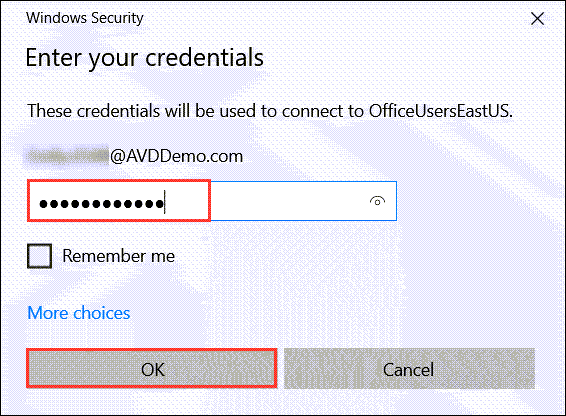 Windows Security
Enter your credentials
These credentials will be used to connect to OfficeUsersEastUS.
@AVDDemo.com
●●●●●●●●●●●●
Remember me
More choices
OK
Cancel